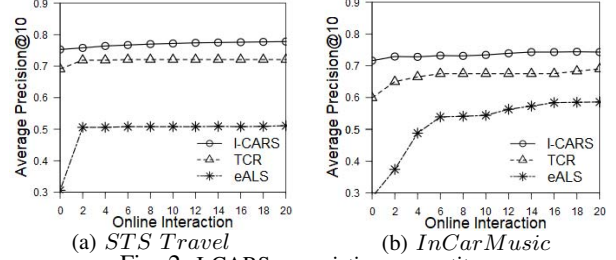 0.9
0.8
0.7
0.6
0.5
0.4
0.3
Average Precision@10
I-CARS
TCR
eALS
0 2 4 6 8 10 12 14 16 18 20
Online Interaction
(a) STS Travel
0.9
0.8
0.7
0.6
0.5
0.4
0.3
Average Precision@10
I-CARS
TCR
eALS
0 2 4 6 8 10 12 14 16 18 20
Online Interaction
(b) InCarMusic